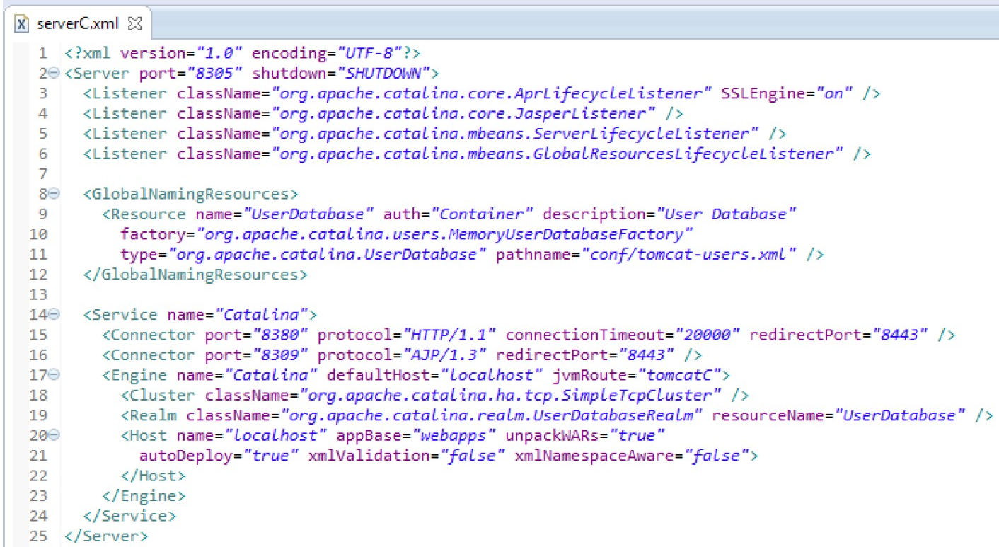 serverC.xml
1 <?xml version="1.0" encoding="UTF-8"?>
2 <Server port="8305" shutdown="SHUTDOWN">
3   <Listener className="org.apache.catalina.core.AprLifecycleListener" SSLEngine="on" />
4   <Listener className="org.apache.catalina.core.JasperListener" />
5   <Listener className="org.apache.catalina.mbeans.ServerLifecycleListener" />
6   <Listener className="org.apache.catalina.mbeans.GlobalResourcesLifecycleListener" />
7
8   <GlobalNamingResources>
9     <Resource name="UserDatabase" auth="Container" description="User Database"
10       factory="org.apache.catalina.users.MemoryUserDatabaseFactory"
11       type="org.apache.catalina.UserDatabase" pathname="conf/tomcat-users.xml" />
12   </GlobalNamingResources>
13
14   <Service name="Catalina">
15     <Connector port="8380" protocol="HTTP/1.1" connectionTimeout="20000" redirectPort="8443" />
16     <Connector port="8309" protocol="AJP/1.3" redirectPort="8443" />
17     <Engine name="Catalina" defaultHost="localhost" jvmRoute="tomcatC">
18       <Cluster className="org.apache.catalina.ha.tcp.SimpleTcpCluster" />
19       <Realm className="org.apache.catalina.realm.UserDatabaseRealm" resourceName="UserDatabase" />
20       <Host name="localhost" appBase="webapps" unpackWARs="true"
21         autoDeploy="true" xmlValidation="false" xmlNamespaceAware="false">
22       </Host>
23     </Engine>
24   </Service>
25 </Server>